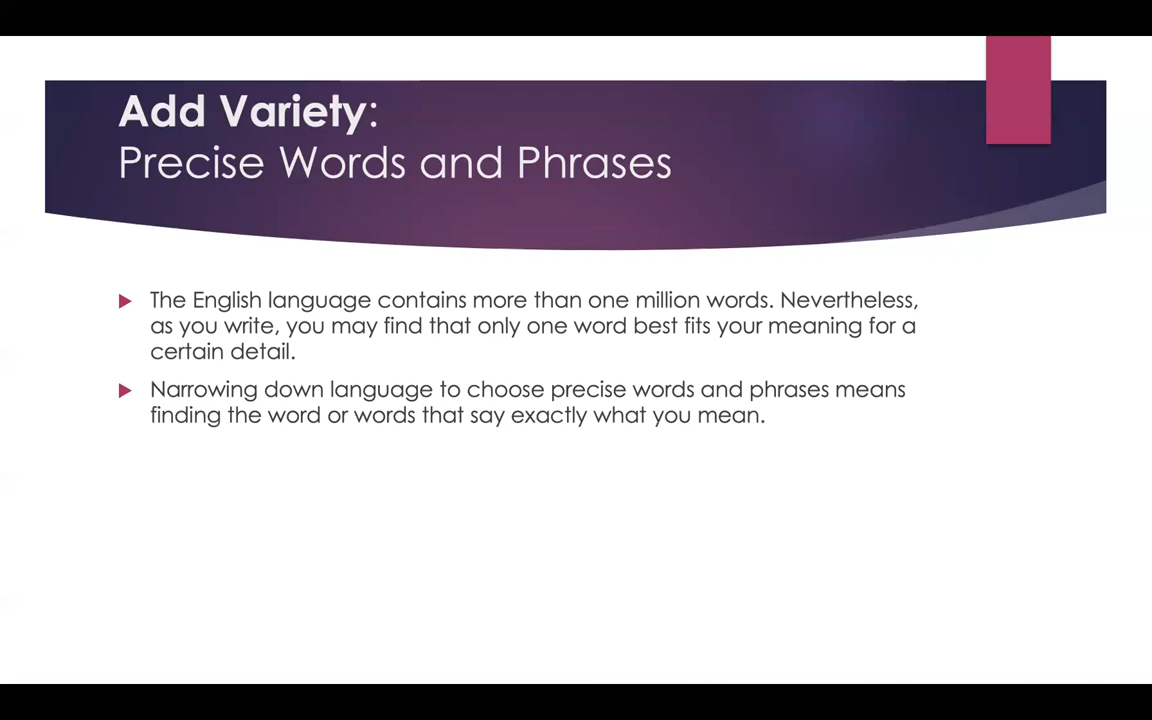 Add Variety:
Precise Words and Phrases
The English language contains more than one million words. Nevertheless,
as you write, you may find that only one word best fits your meaning for a
certain detail.
Narrowing down language to choose precise words and phrases means
finding the word or words that say exactly what you mean.